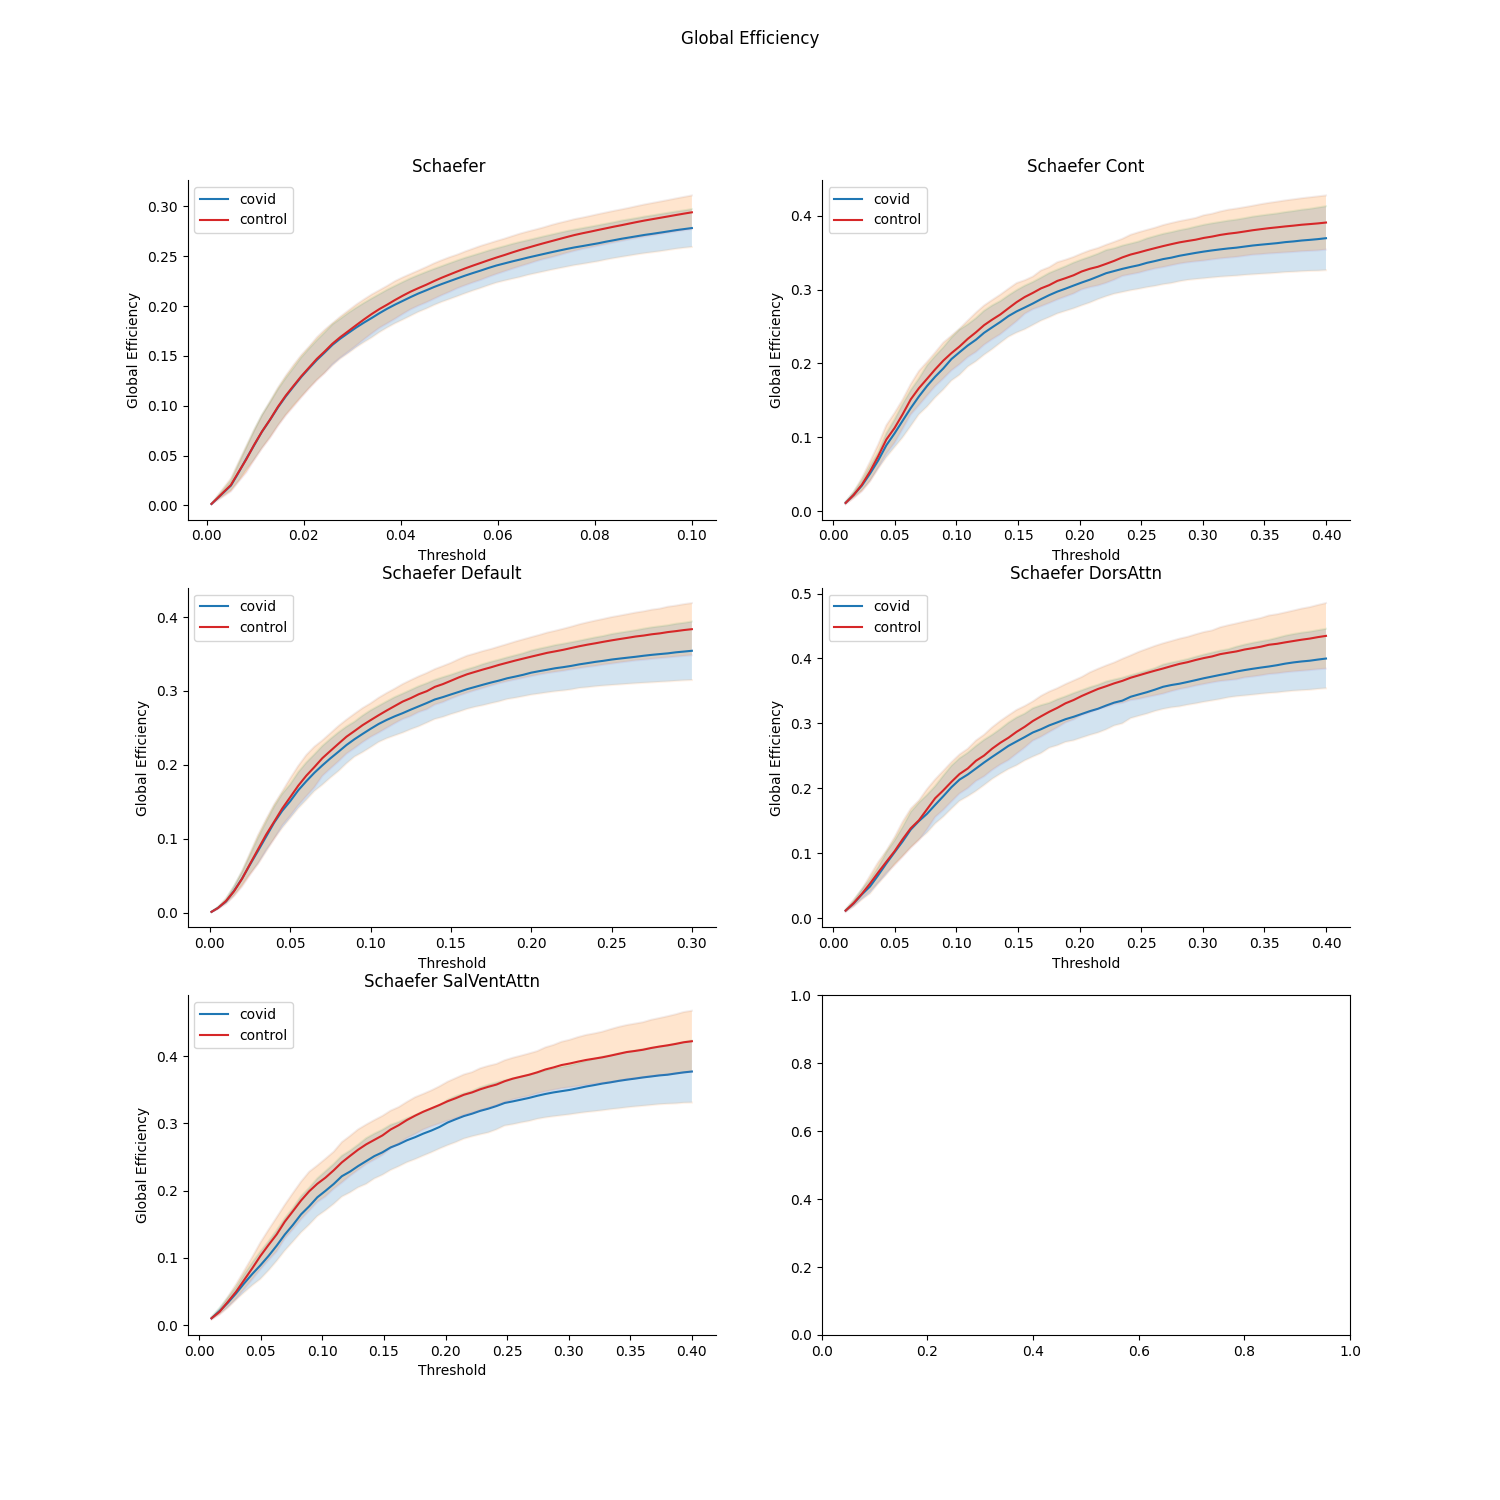 Global Efficiency
Schaefer
covid
control
0.30
0.25
0.20
0.15
0.10
0.05
0.00
Global Efficiency
0.00 0.02 0.04 0.06 0.08 0.10
Threshold
Schaefer Cont
covid
control
0.4
0.3
0.2
0.1
0.0
Global Efficiency
0.00 0.05 0.10 0.15 0.20 0.25 0.30 0.35 0.40
Threshold
Schaefer Default
covid
control
0.4
0.3
0.2
0.1
0.0
Global Efficiency
0.00 0.05 0.10 0.15 0.20 0.25 0.30
Threshold
Schaefer DorsAttn
covid
control
0.5
0.4
0.3
0.2
0.1
0.0
Global Efficiency
0.00 0.05 0.10 0.15 0.20 0.25 0.30 0.35 0.40
Threshold
Schaefer SalVentAttn
covid
control
0.4
0.3
0.2
0.1
0.0
Global Efficiency
0.00 0.05 0.10 0.15 0.20 0.25 0.30 0.35 0.40
Threshold
1.0
0.8
0.6
0.4
0.2
0.0
0.0 0.2 0.4 0.6 0.8 1.0